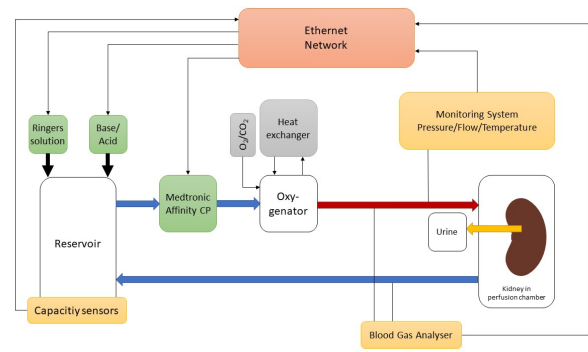 Ethernet
Network
Ringers
solution
Base/
Acid
O2/CO2
Heat
exchanger
Monitoring System
Pressure/Flow/Temperature
Medtronic
Affinity CP
Oxy-
genator
Reservoir
Urine
Kidney in
perfusion chamber
Capacitiy sensors
Blood Gas Analyser